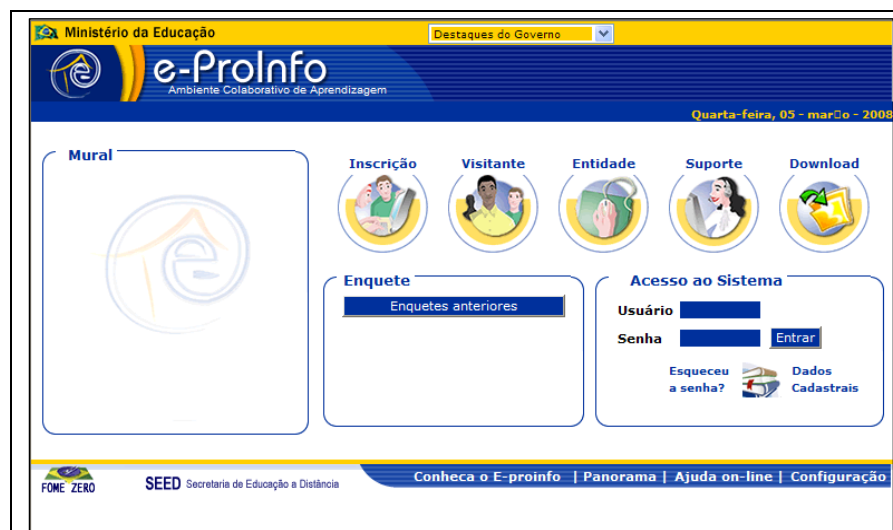 Ministério da Educação
Destaques do Governo
e-ProInfo
Ambiente Colaborativo de Aprendizagem
Quarta-feira, 05 - mar▯o - 2008
Mural
Inscrição Visitante Entidade Suporte Download
Enquete
Enquetes anteriores
Acesso ao Sistema
Usuário
Senha Entrar
Esqueceu a senha?
Dados Cadastrais
FOME ZERO
SEED Secretaria de Educação a Distância
Conheca o E-proinfo | Panorama | Ajuda on-line | Configuração